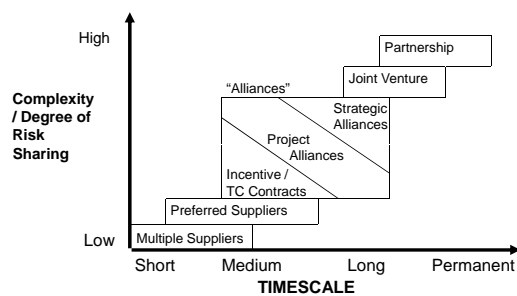 High
Partnership
Joint Venture
“Alliances”
Strategic
Alliances
Complexity
/ Degree of
Risk
Sharing
Project
Alliances
Incentive /
TC Contracts
Preferred Suppliers
Low
Multiple Suppliers
Short Medium Long Permanent
TIMESCALE